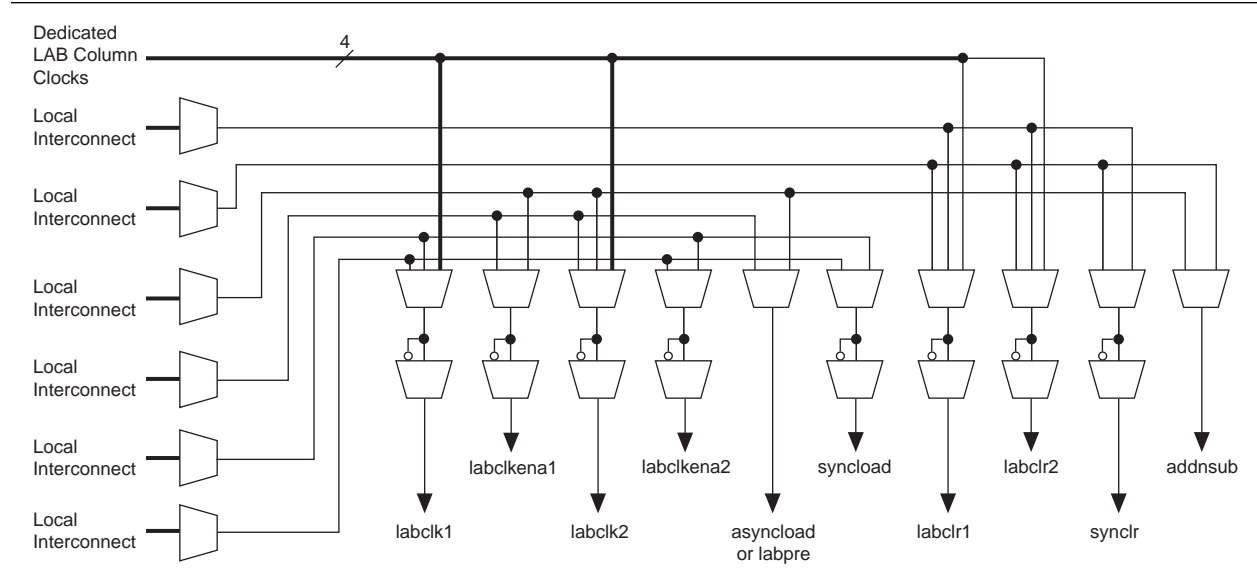 Dedicated
LAB Column
Clocks
4
Local
Interconnect
Local
Interconnect
Local
Interconnect
Local
Interconnect
Local
Interconnect
Local
Interconnect
labclkena1
labclkena2
syncload
labclr2
addnsub
labclk1
labclk2
asyncload
or labpre
labclr1
synclr